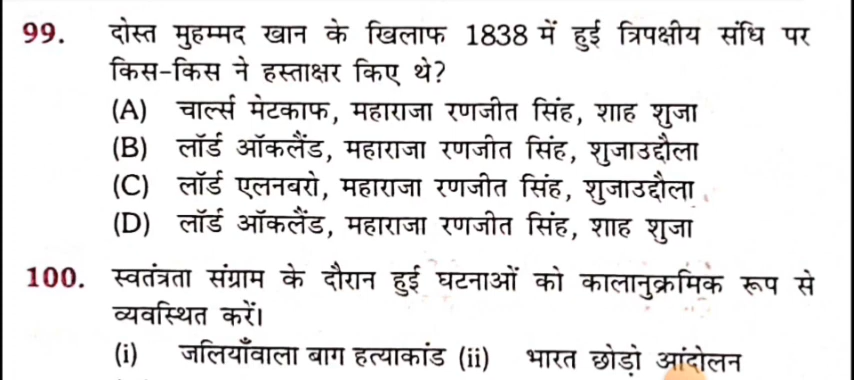 99. दोस्त मुहम्मद खान के खिलाफ 1838 में हुई त्रिपक्षीय संधि पर
किस-किस ने हस्ताक्षर किए थे?
(A) चार्ल्स मेटकाफ, महाराजा रणजीत सिंह, शाह शुजा
(B) लॉर्ड ऑकलैंड, महाराजा रणजीत सिंह, शुजाउद्दौला
(C) लॉर्ड एलनबरो, महाराजा रणजीत सिंह, शुजाउद्दौला
(D) लॉर्ड ऑकलैंड, महाराजा रणजीत सिंह, शाह शुजा
100. स्वतंत्रता संग्राम के दौरान हुई घटनाओं को कालानुक्रमिक रूप से
व्यवस्थित करें।
(i) जलियाँवाला बाग हत्याकांड (ii) भारत छोड़ो आंदोलन